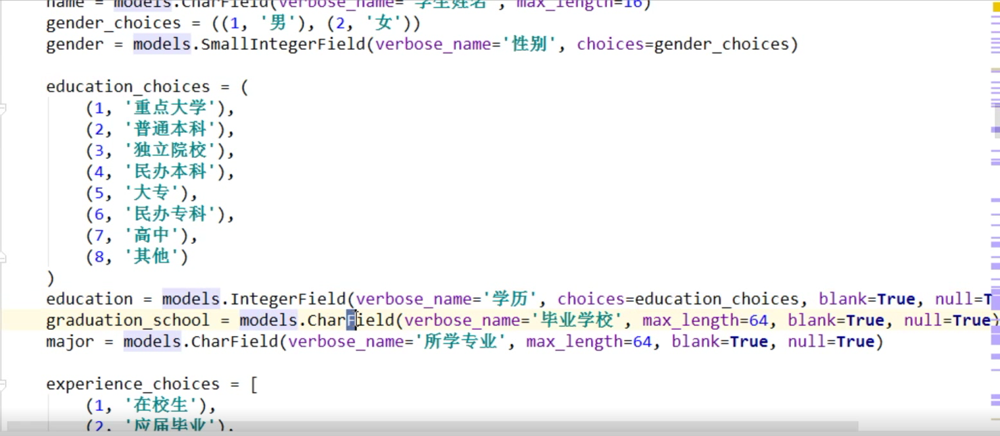 name = models.CharField(verbose_name='学生姓名', max_length=16)
gender_choices = ((1, '男'), (2, '女'))
gender = models.SmallIntegerField(verbose_name='性别', choices=gender_choices)
education_choices = (
(1, '重点大学'),
(2, '普通本科'),
(3, '独立院校'),
(4, '民办本科'),
(5, '大专'),
(6, '民办专科'),
(7, '高中'),
(8, '其他')
)
education = models.IntegerField(verbose_name='学历', choices=education_choices, blank=True, null=T
graduation_school = models.CharField(verbose_name='毕业学校', max_length=64, blank=True, null=True)
major = models.CharField(verbose_name='所学专业', max_length=64, blank=True, null=True)
experience_choices = [
(1, '在校生'),
(2, '应届毕业'),